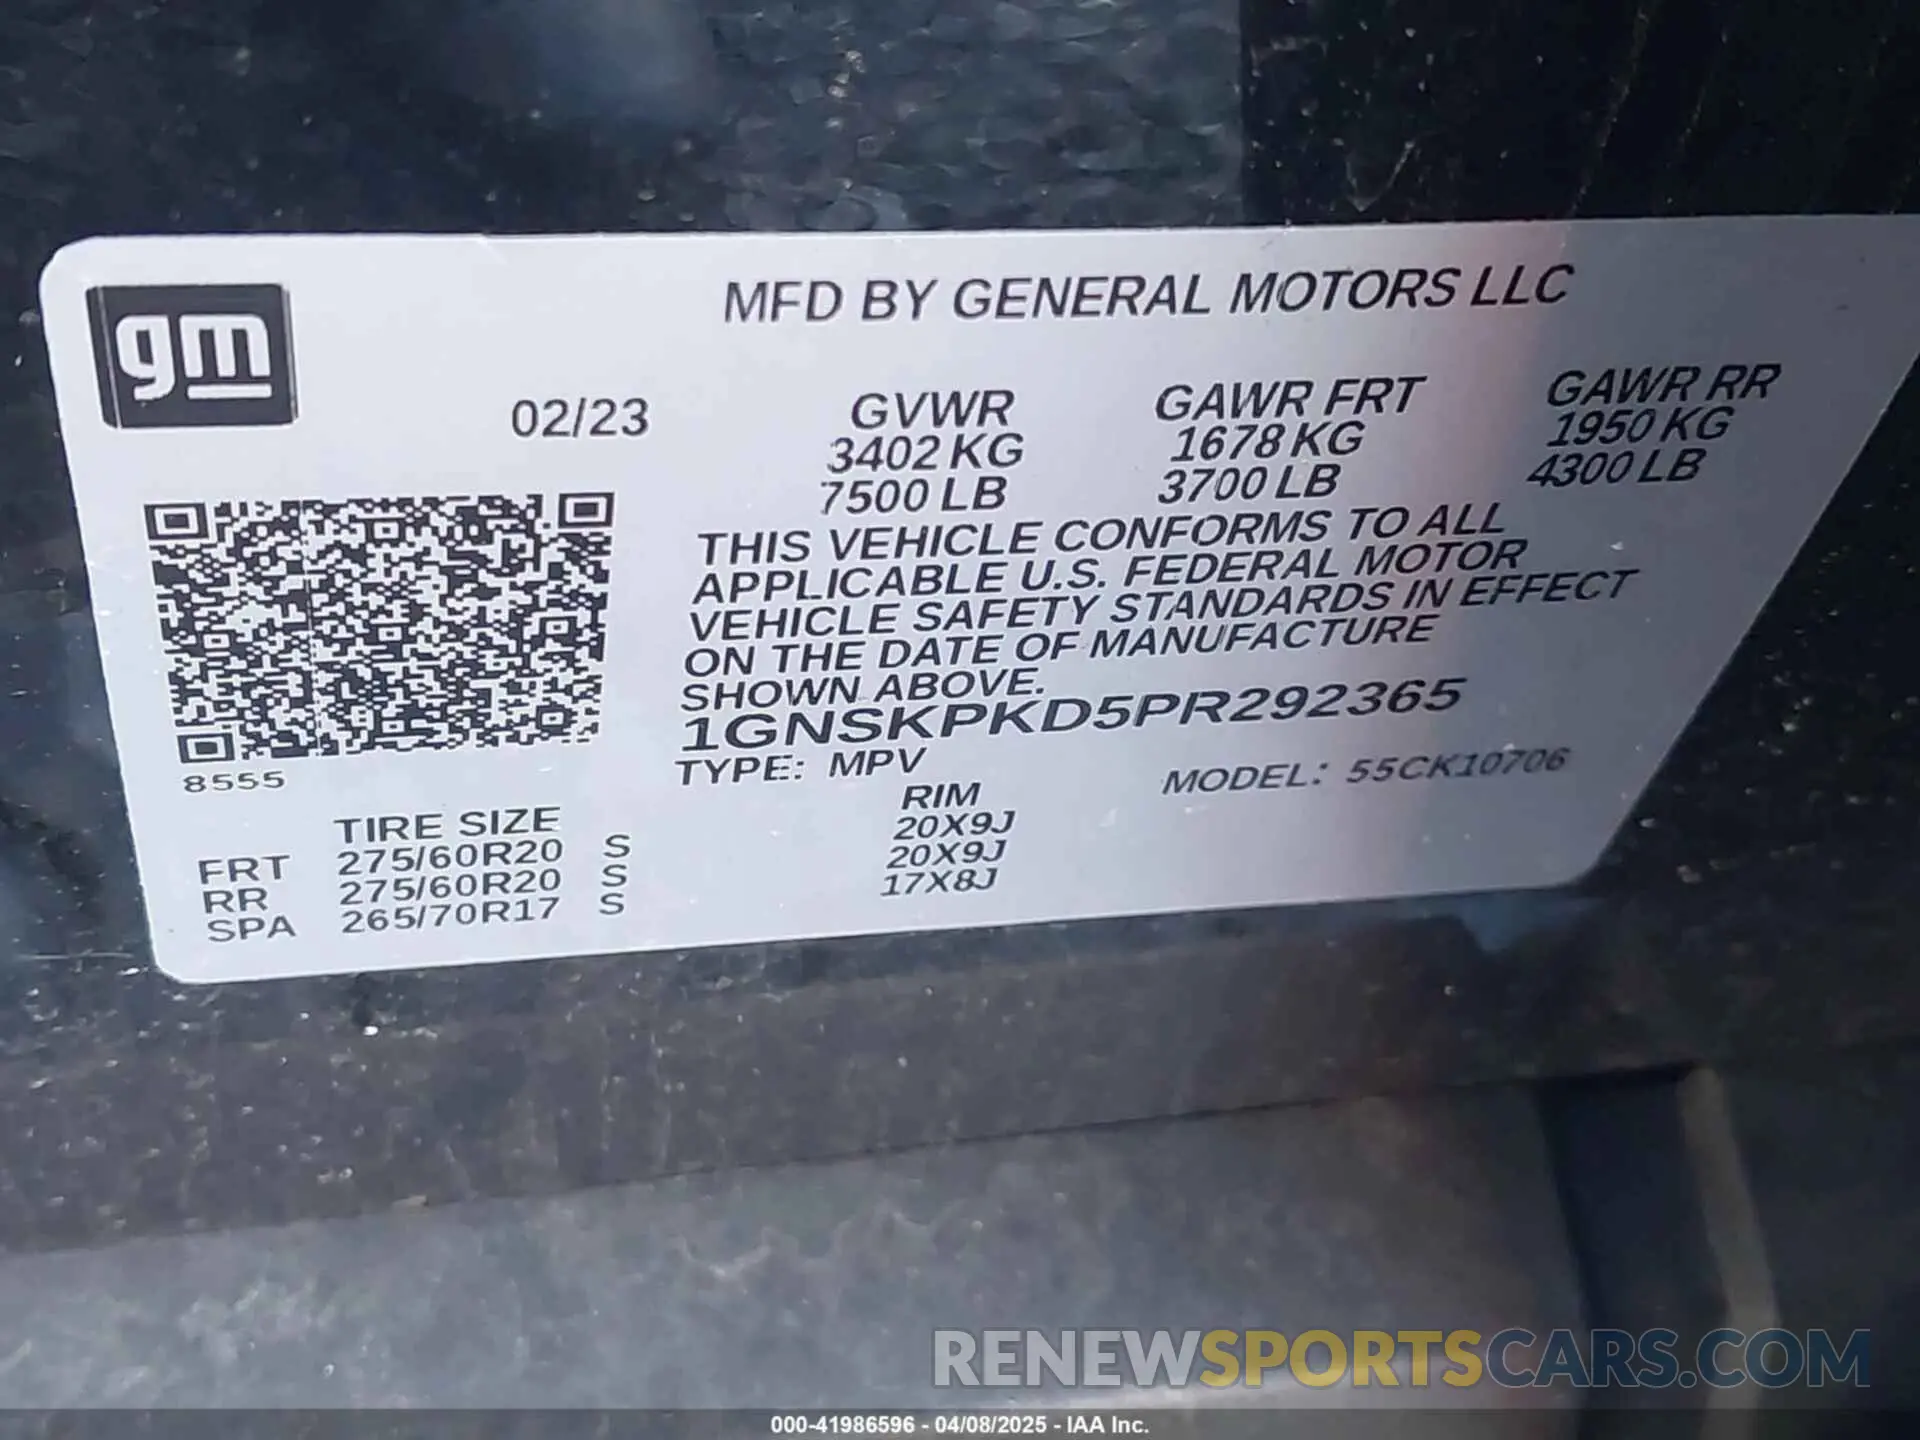 gm
MFD BY GENERAL MOTORS LLC
02/23
GVWR GAWR FRT GAWR RR
3402 KG 1678 KG 1950 KG
7500 LB 3700 LB 4300 LB
THIS VEHICLE CONFORMS TO ALL
APPLICABLE U.S. FEDERAL MOTOR
VEHICLE SAFETY STANDARDS IN EFFECT
ON THE DATE OF MANUFACTURE
SHOWN ABOVE.
1GNSKPKD5PR292365
TYPE: MPV MODEL: 55CK10706
8555
TIRE SIZE RIM
FRT 275/60R20 S 20X9J
RR 275/60R20 S 20X9J
SPA 265/70R17 S 17X8J
RENEWSPORTSCARS.COM
000-41986596 - 04/08/2025 - IAA Inc.